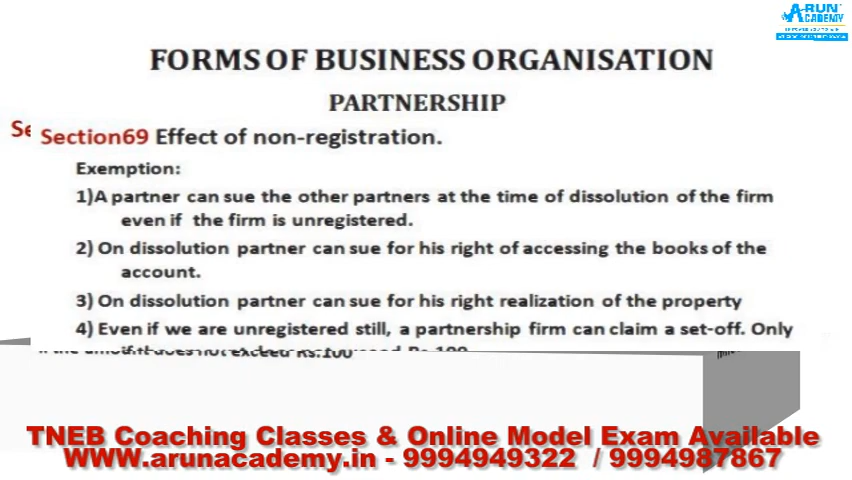 ARUN
ACADEMY
FORMS OF BUSINESS ORGANISATION
PARTNERSHIP
Se
Section69 Effect of non-registration.
Exemption:
1)A partner can sue the other partners at the time of dissolution of the firm
even if the firm is unregistered.
2) On dissolution partner can sue for his right of accessing the books of the
account.
3) On dissolution partner can sue for his right realization of the property
4) Even if we are unregistered still, a partnership firm can claim a set-off. Only
exceed Rs.100
TNEB Coaching Classes & Online Model Exam Available
WWW.arunacademy.in - 9994949322 / 9994987867